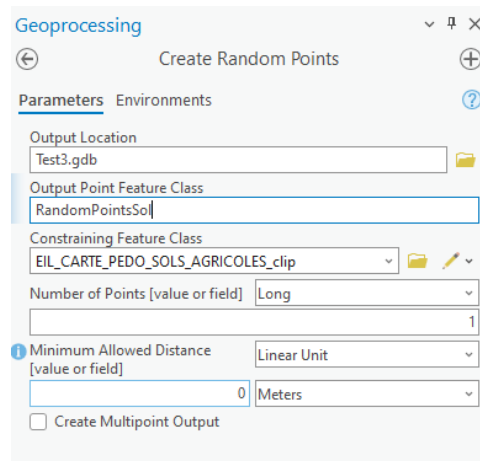 Geoprocessing
Create Random Points
Parameters Environments
Output Location
Test3.gdb
Output Point Feature Class
RandomPointsSol
Constraining Feature Class
EIL_CARTE_PEDO_SOLS_AGRICOLES_clip
Number of Points [value or field] Long
1
Minimum Allowed Distance
[value or field]
Linear Unit
0 Meters
Create Multipoint Output